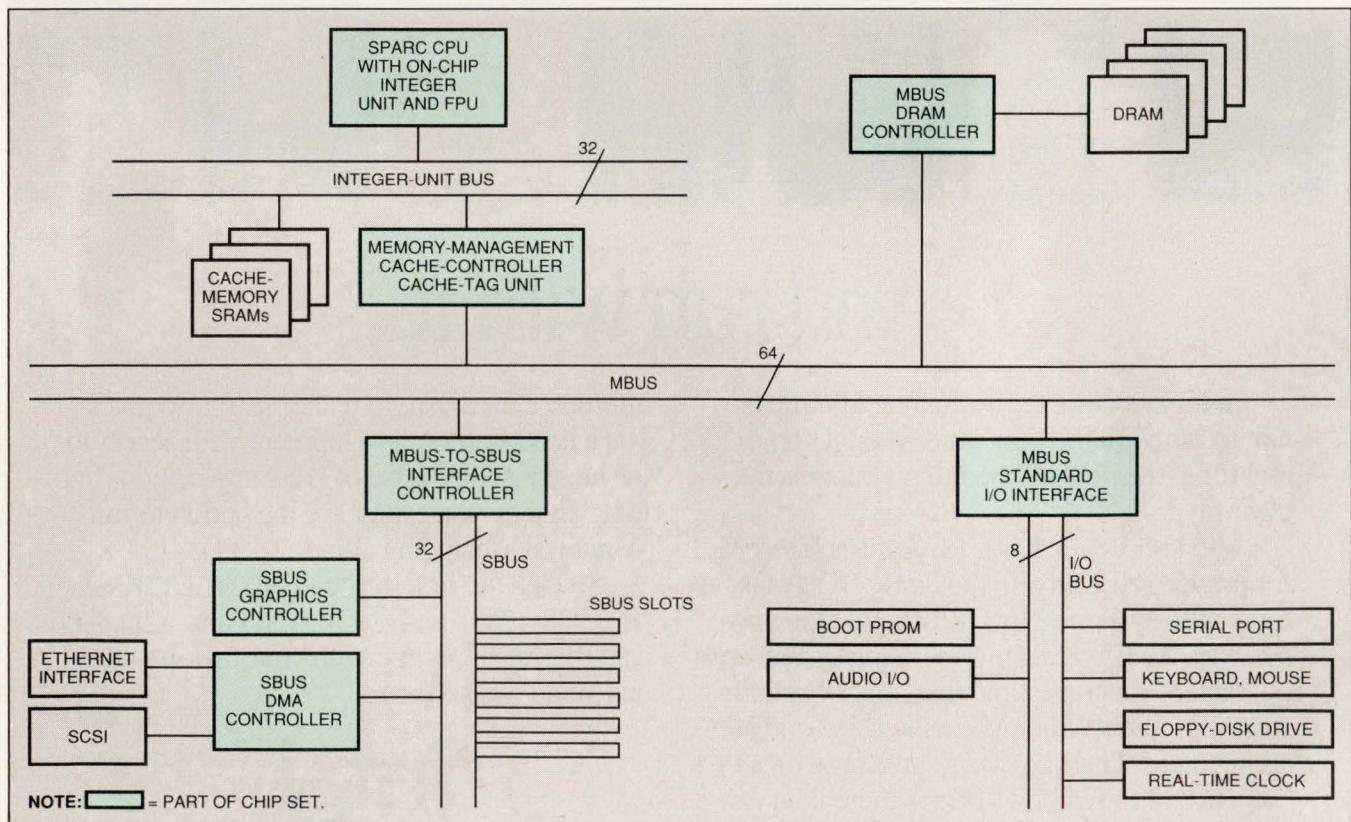 SPARC CPU
WITH ON-CHIP
INTEGER
UNIT AND FPU
MBUS
DRAM
CONTROLLER
DRAM
32
INTEGER-UNIT BUS
CACHE-
MEMORY
SRAMs
MEMORY-MANAGEMENT
CACHE-CONTROLLER
CACHE-TAG UNIT
64
MBUS
MBUS-TO-SBUS
INTERFACE
CONTROLLER
MBUS
STANDARD
I/O INTERFACE
32
SBUS
8
I/O
BUS
SBUS
GRAPHICS
CONTROLLER
SBUS SLOTS
ETHERNET
INTERFACE
SCSI
SBUS
DMA
CONTROLLER
BOOT PROM
AUDIO I/O
SERIAL PORT
KEYBOARD, MOUSE
FLOPPY-DISK DRIVE
REAL-TIME CLOCK
NOTE: = PART OF CHIP SET.